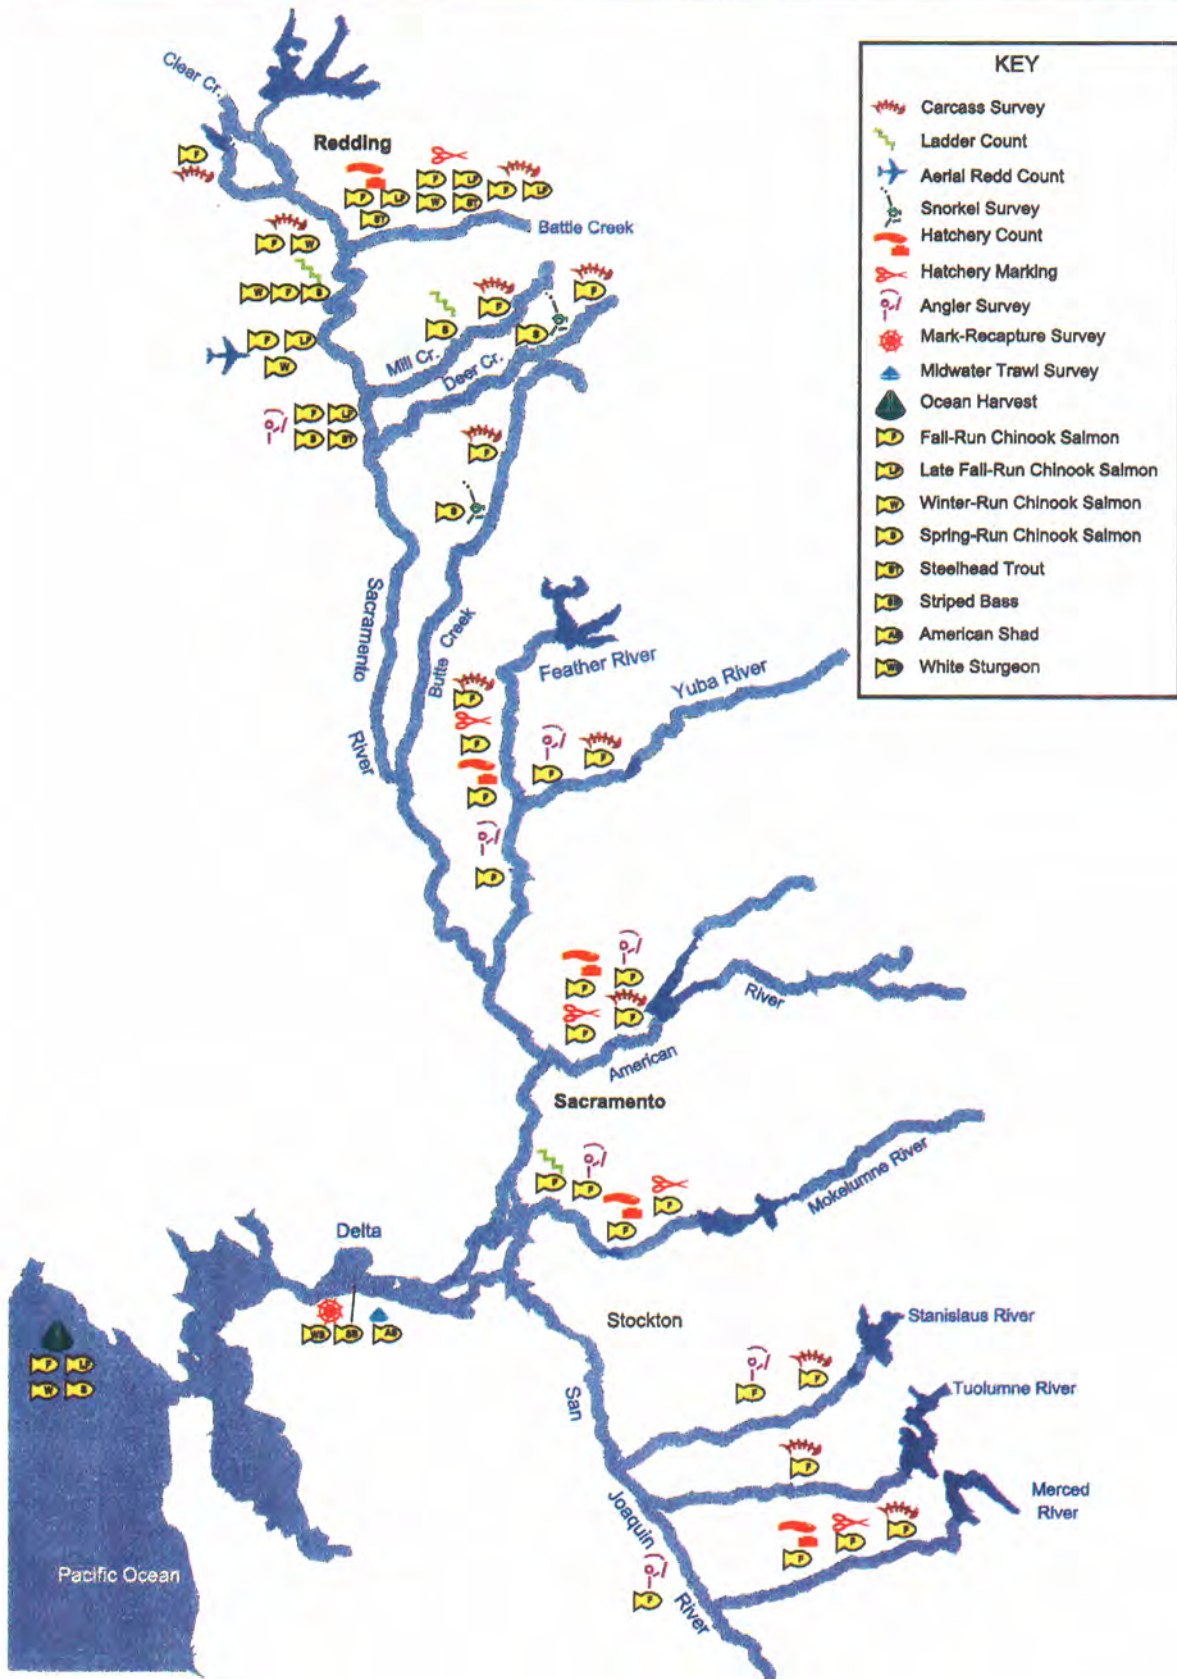 Clear Cr.
Redding
Battle Creek
Mill Cr.
Deer Cr.
Sacramento
River
Butte Creek
Feather River
Yuba River
River
American
Sacramento
Mokelumne River
Delta
Stockton
Stanislaus River
Tuolumne River
Merced
River
San
Joaquin
River
Pacific Ocean
KEY
Carcass Survey
Ladder Count
Aerial Redd Count
Snorkel Survey
Hatchery Count
Hatchery Marking
Angler Survey
Mark-Recapture Survey
Midwater Trawl Survey
Ocean Harvest
F Fall-Run Chinook Salmon
LF Late Fall-Run Chinook Salmon
W Winter-Run Chinook Salmon
Spring-Run Chinook Salmon
ST Steelhead Trout
Striped Bass
American Shad
White Sturgeon